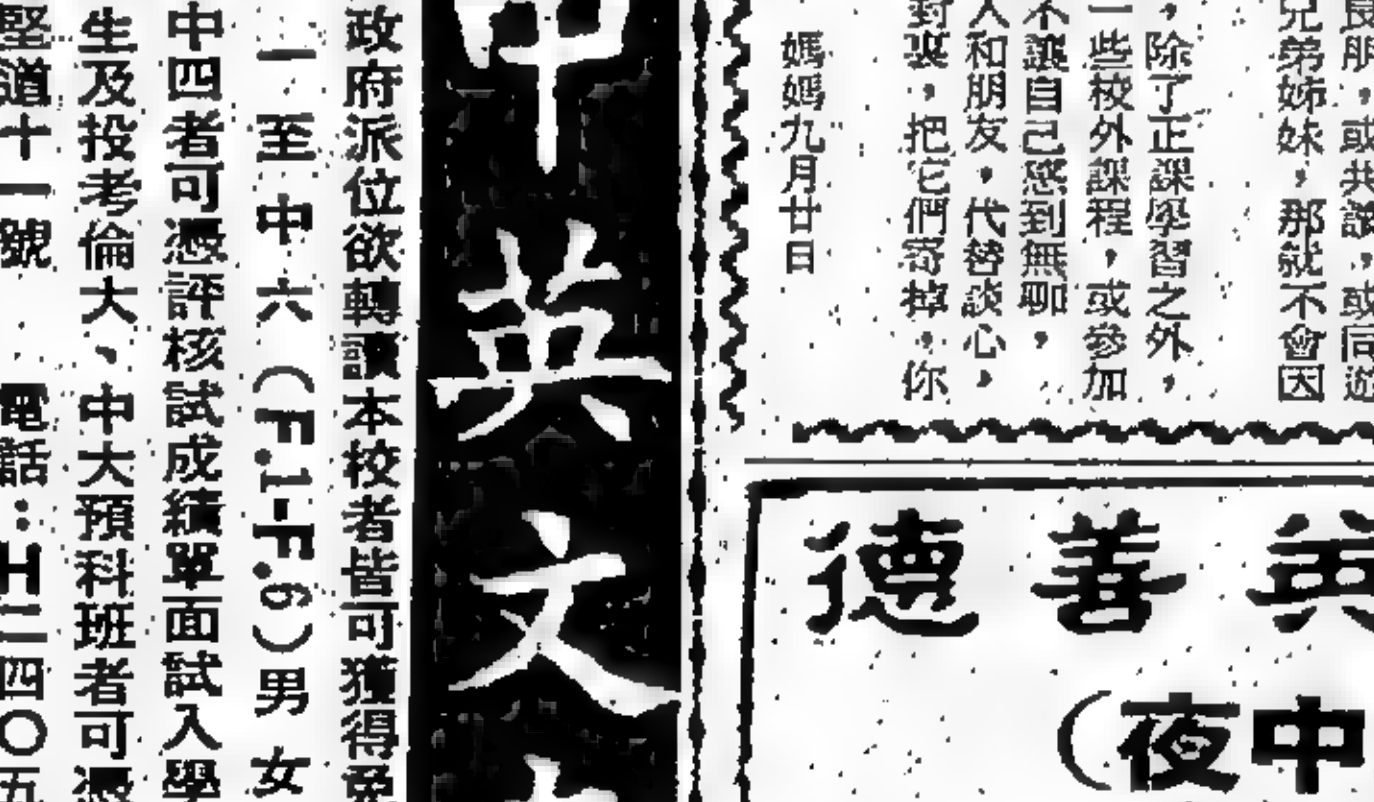 良朋，或共談，或同遊
兄弟姊妹，那就不會因
，除了正課學習之外，
一些校外課程，或參加
不讓自己感到無聊，
人和朋友，代替談心，
封裏，把它們寄掉，你
媽媽九月廿日
英善德
中夜（
中英文
政府派位欲轉讀本校者皆可獲得免
一至中六（F.1-F.6）男女
中四者可憑評核試成績單面試入學
生及投考倫大、中大預科班者可憑
堅道十一號　電話：H二四〇五